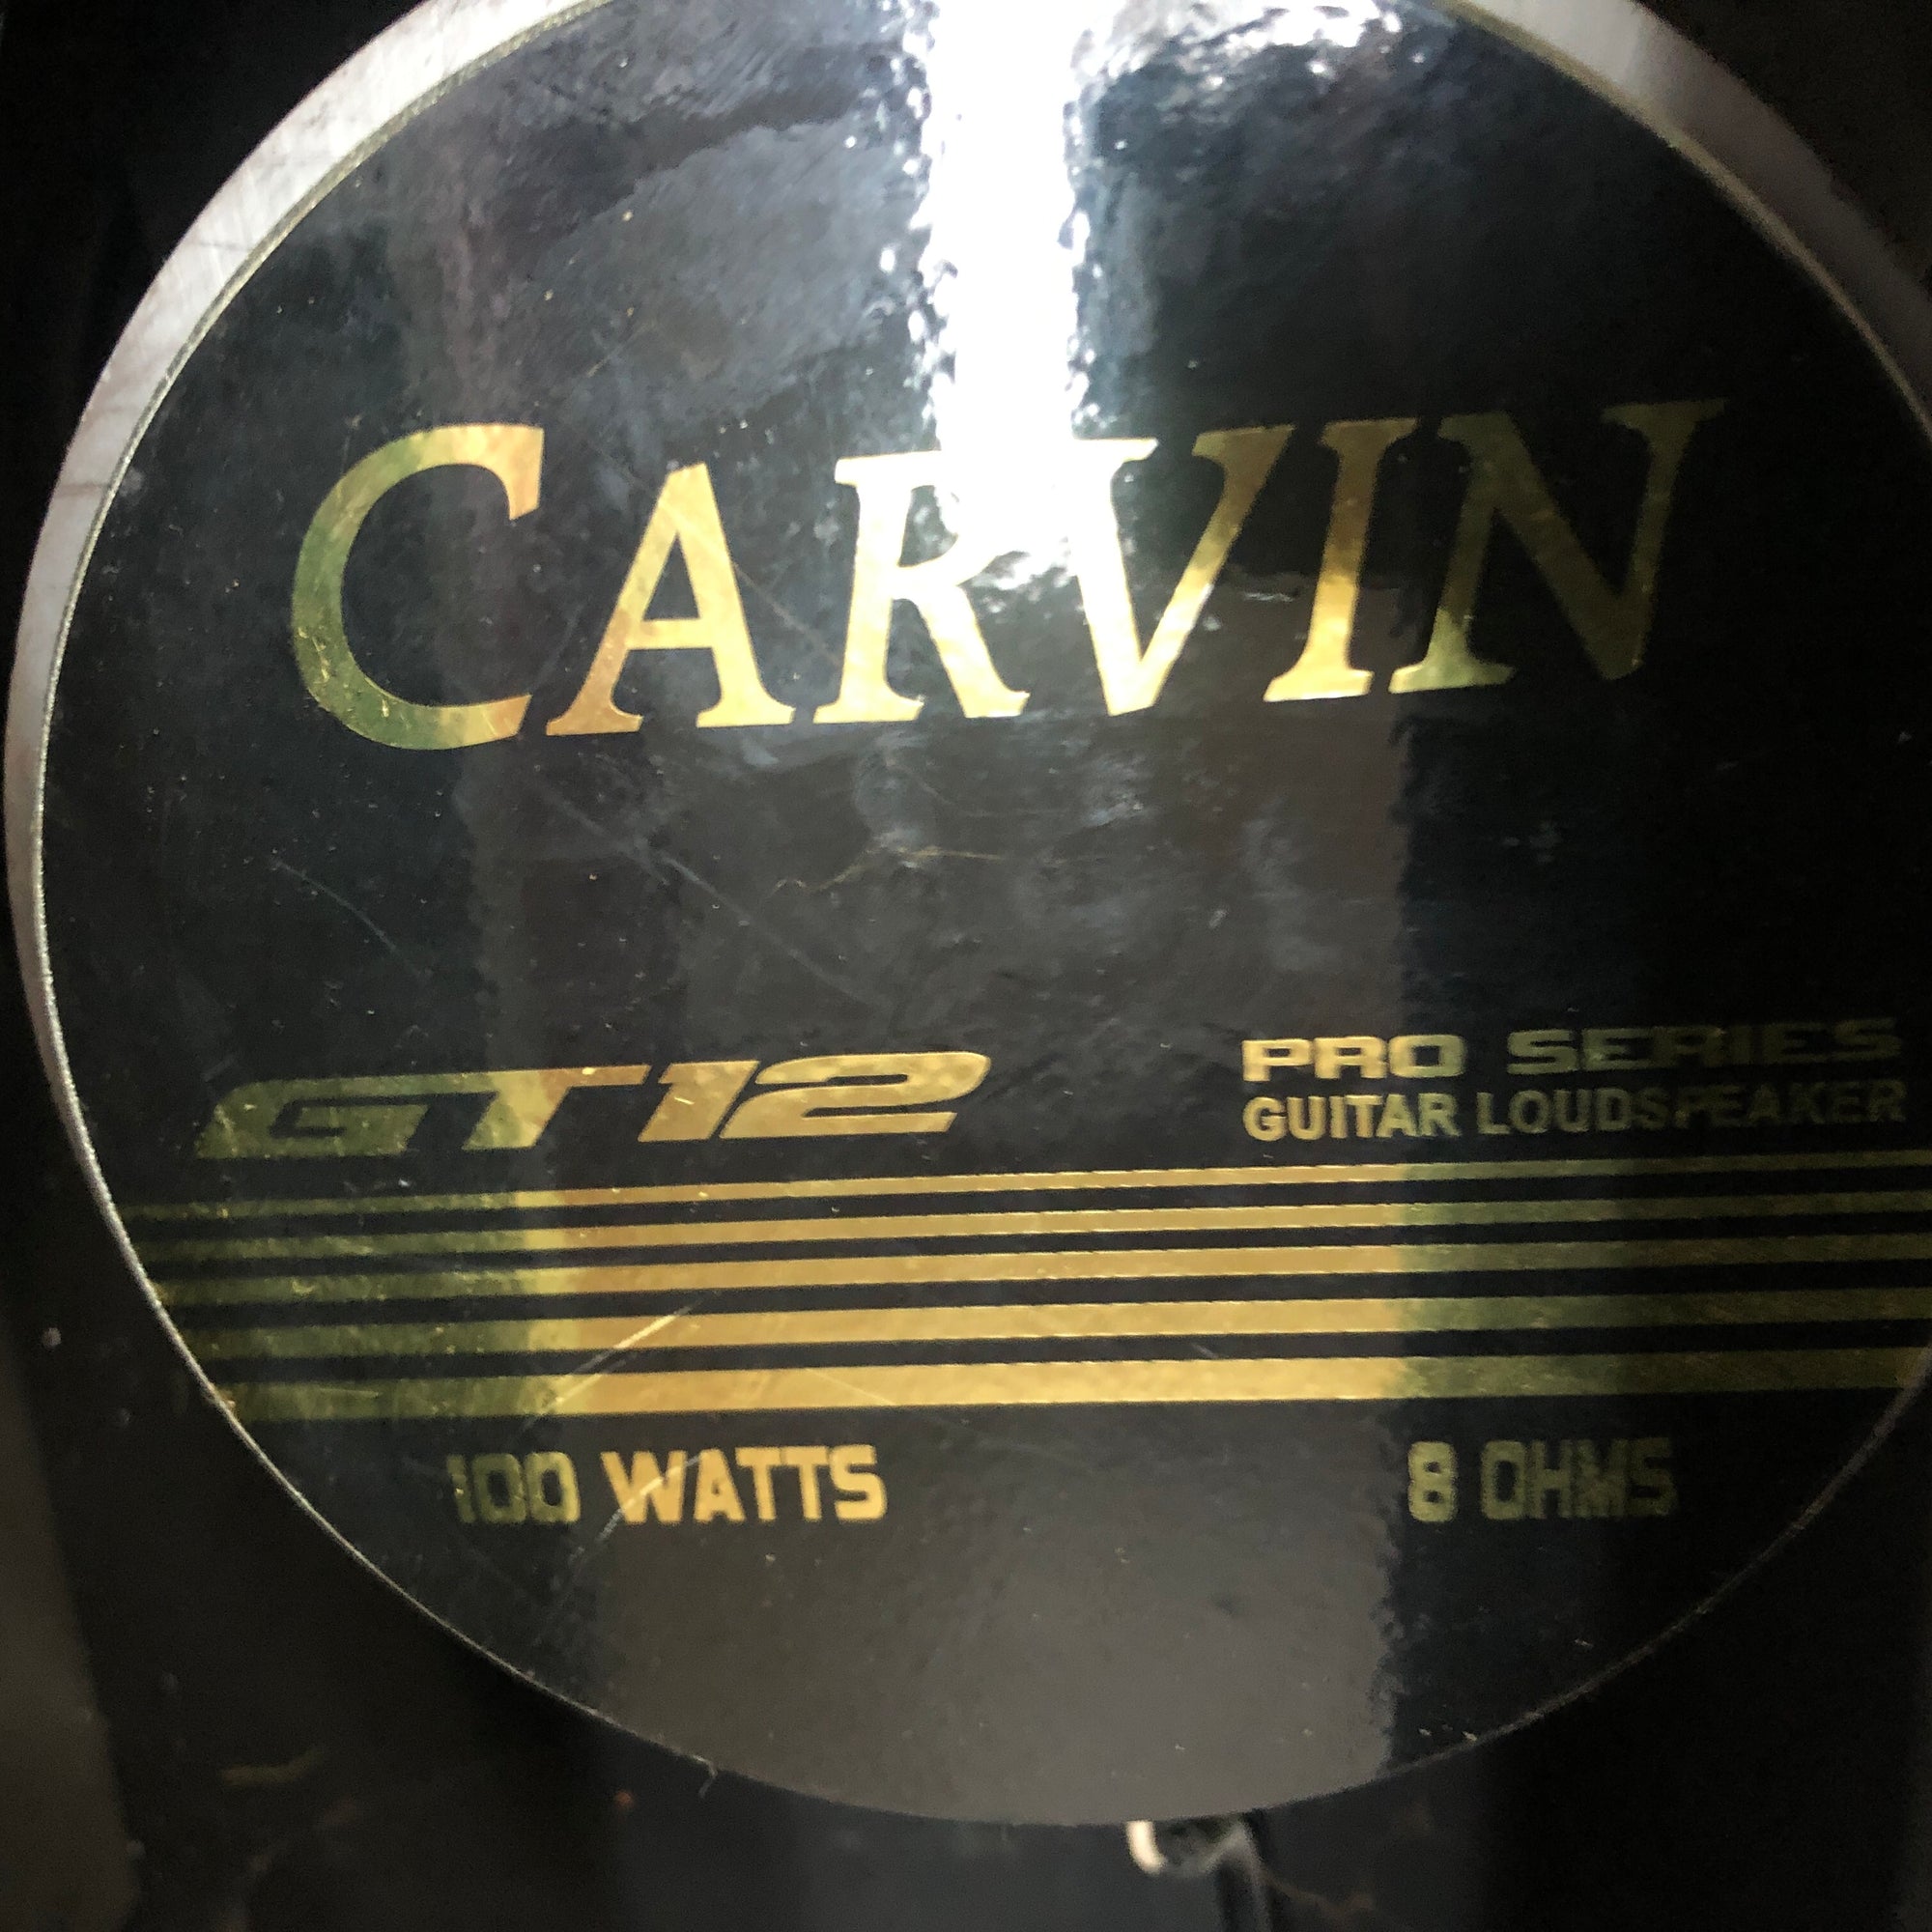 CARVIN
GT12
PRO SERIES
GUITAR LOUDSPEAKER
100 WATTS
8 OHMS